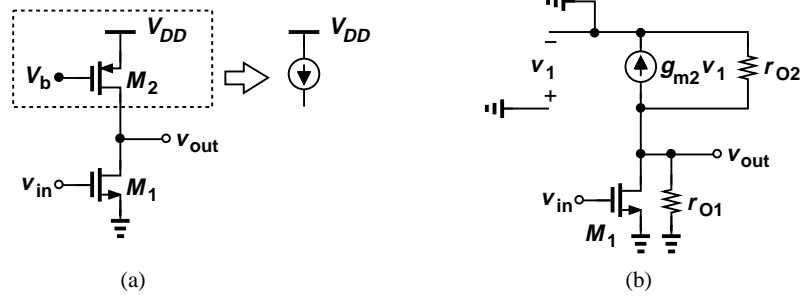 V_DD
V_b
M_2
V_DD
v_out
v_in
M_1
(a)
−
v_1
+
g_m2 v_1
r_O2
v_out
v_in
M_1
r_O1
(b)